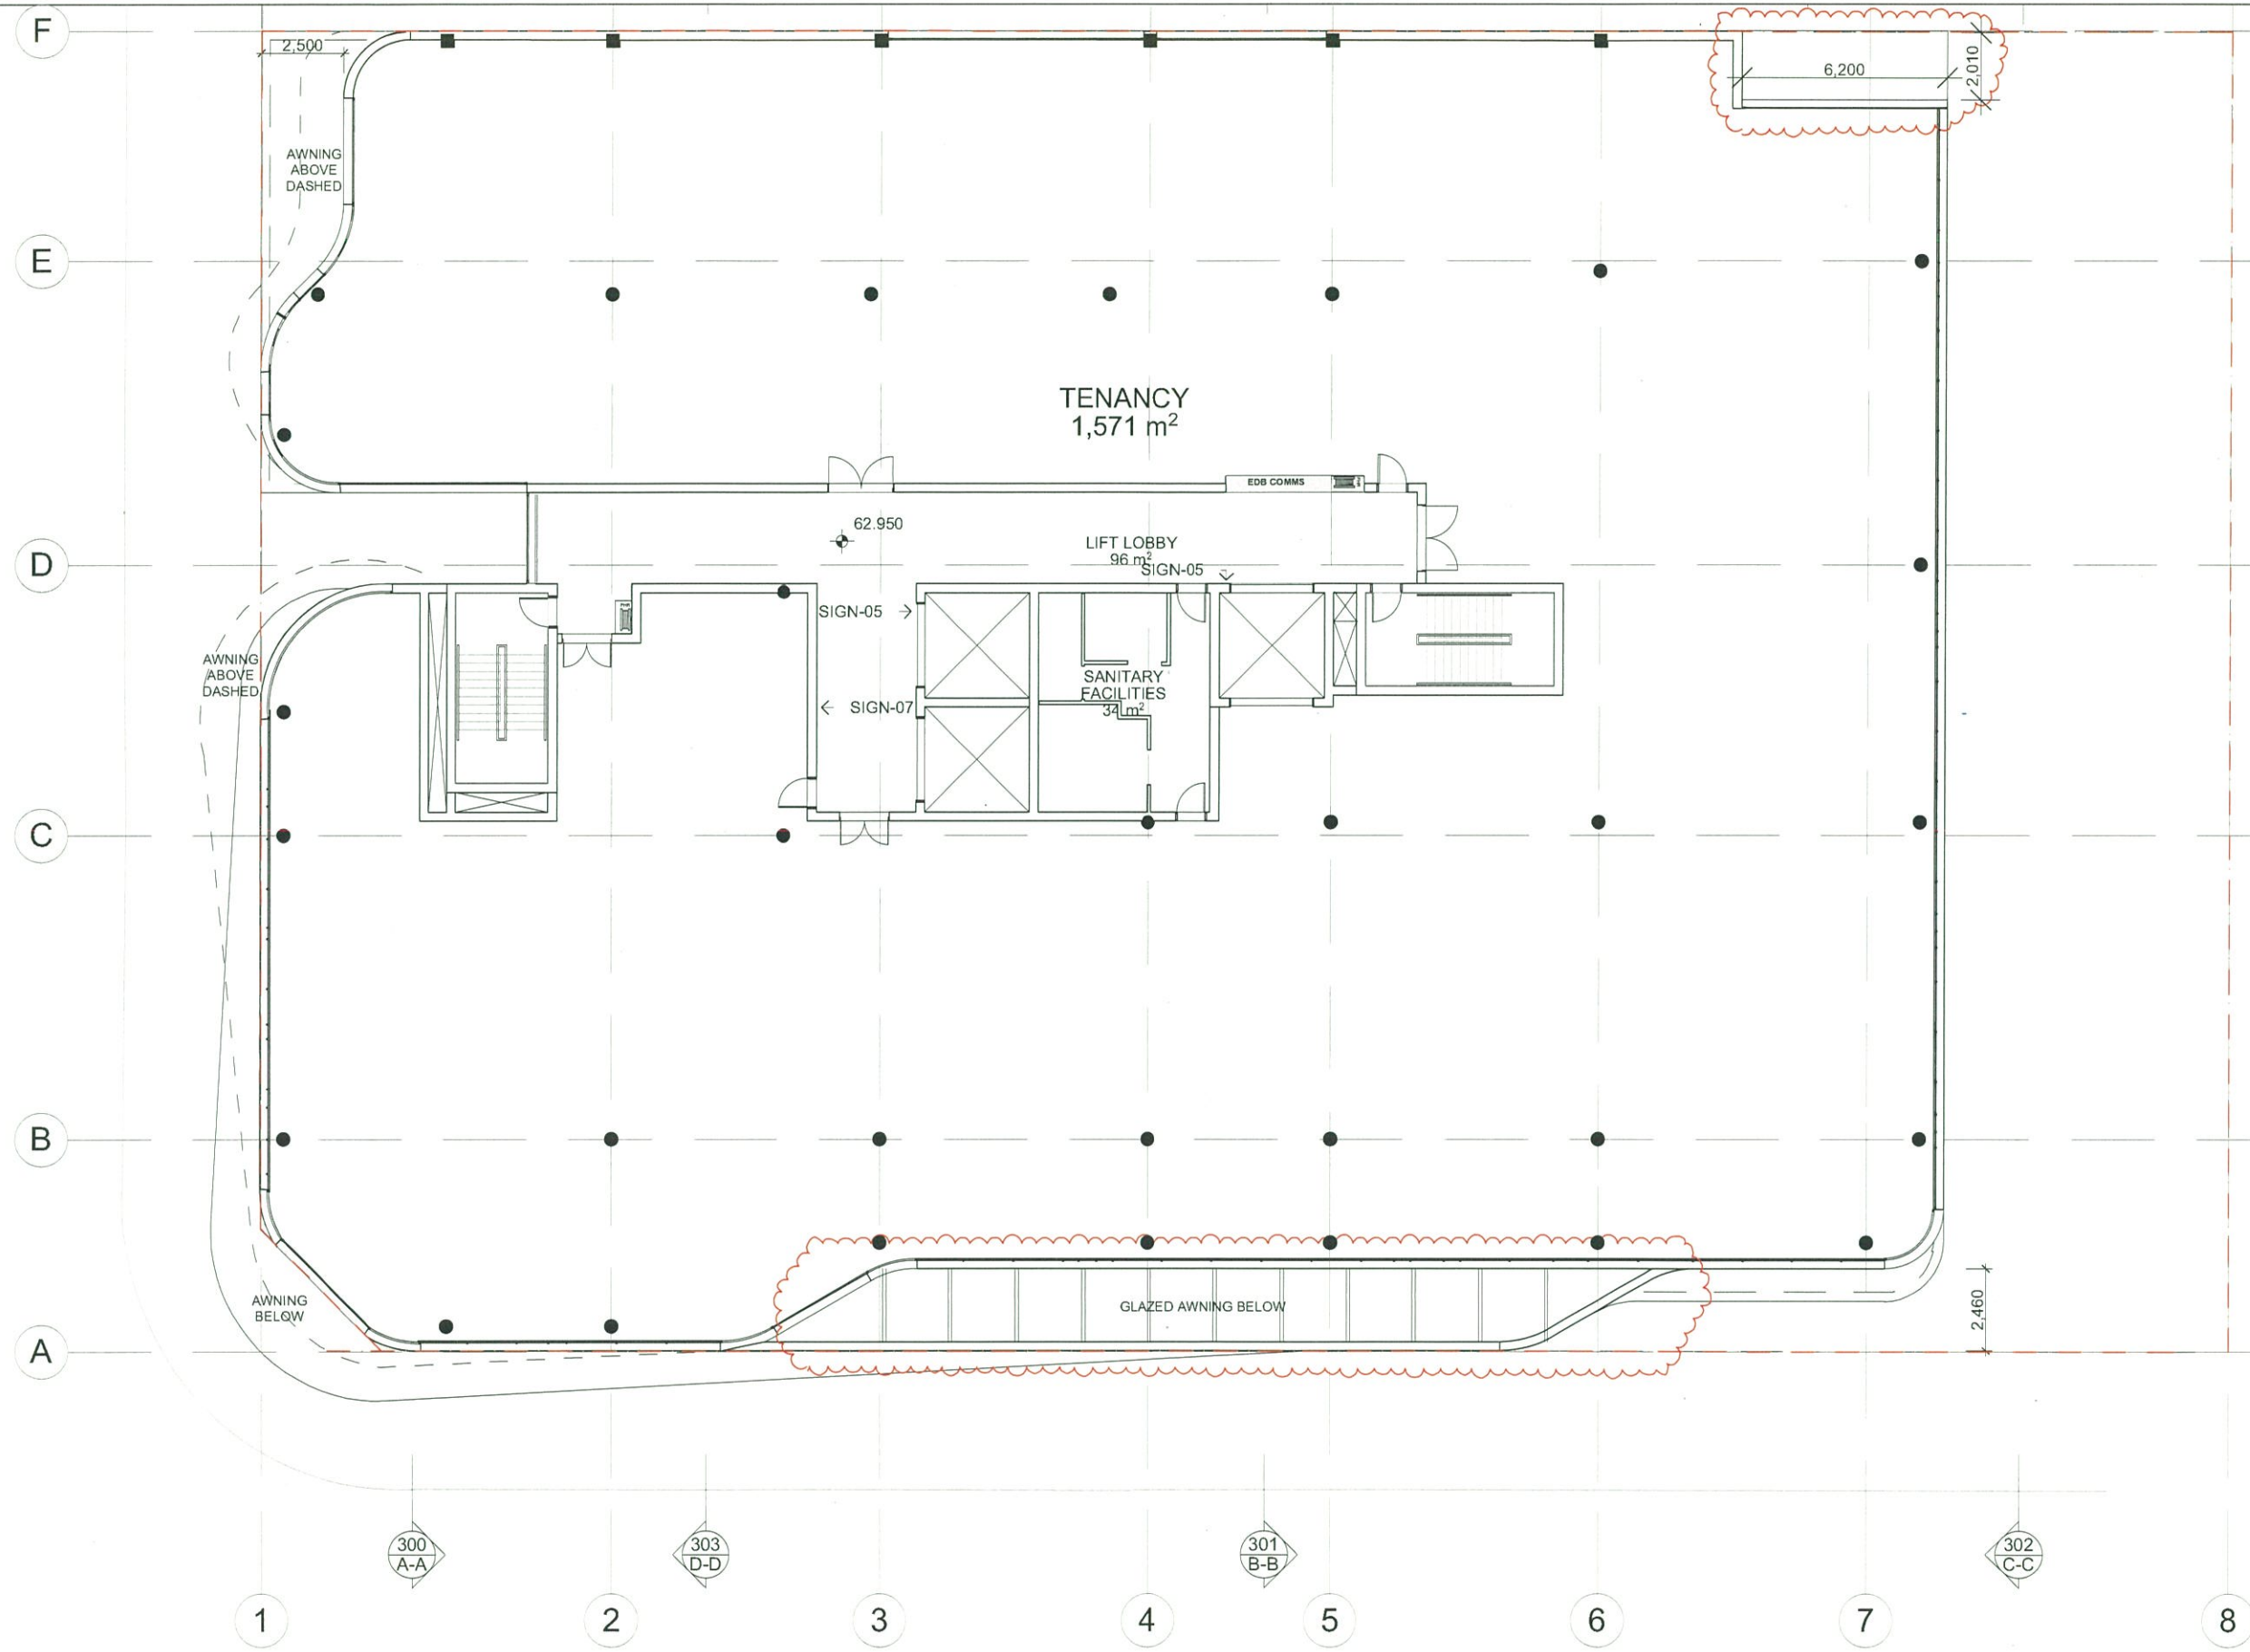 F
2,500
6,200
2,010
AWNING
ABOVE
DASHED
E
TENANCY
1,571 m²
EDB COMMS
62.950
LIFT LOBBY
96 m²
SIGN-05
D
SIGN-05
AWNING
ABOVE
DASHED
SANITARY
FACILITIES
34 m²
SIGN-07
C
B
AWNING
BELOW
GLAZED AWNING BELOW
2,460
A
300
A-A
303
D-D
301
B-B
302
C-C
1
2
3
4
5
6
7
8